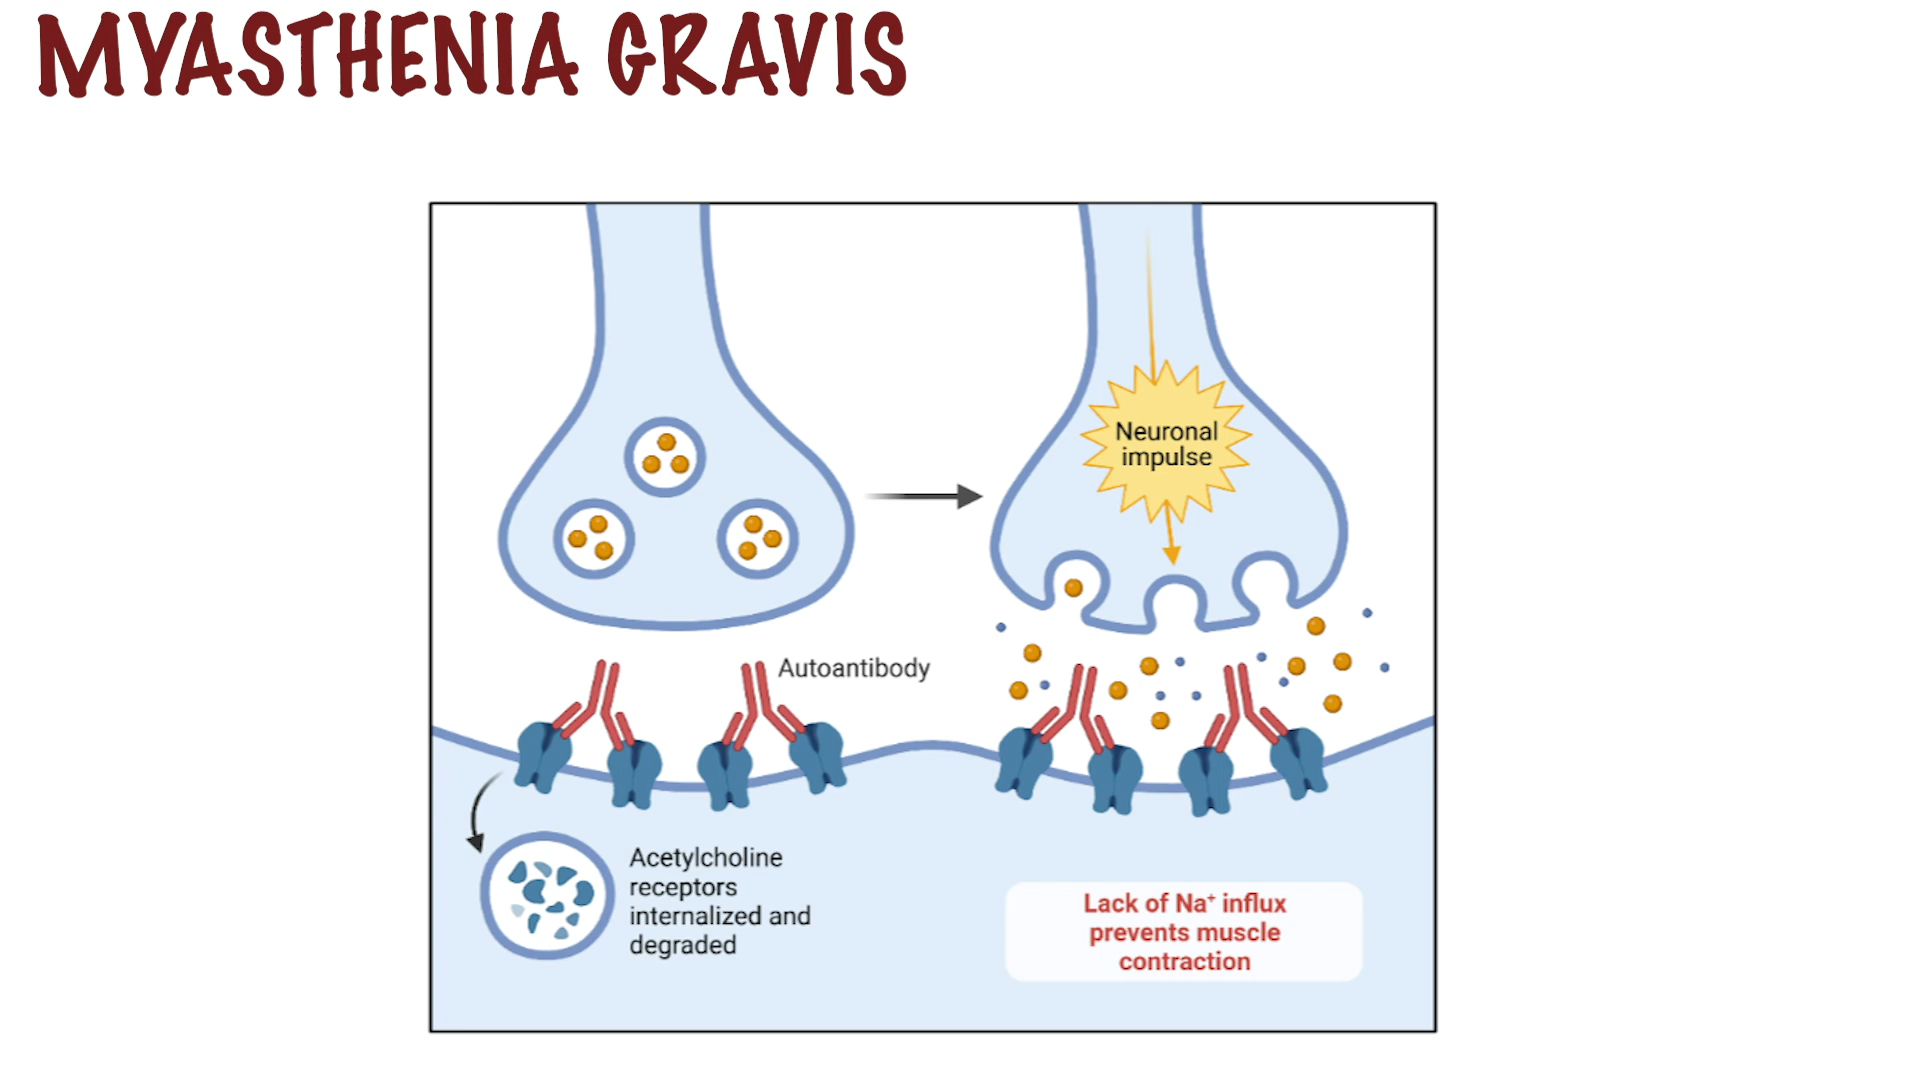 MYASTHENIA GRAVIS
Neuronal
impulse
Autoantibody
Acetylcholine
receptors
internalized and
degraded
Lack of Na⁺ influx
prevents muscle
contraction